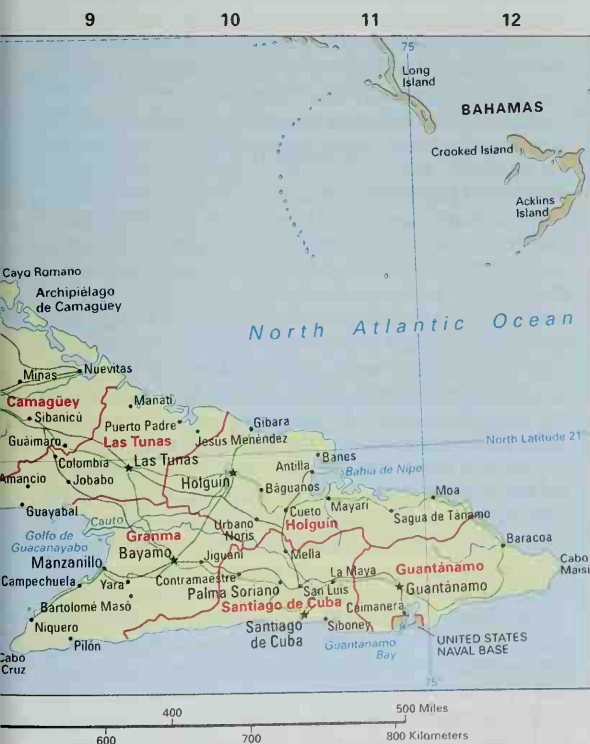 9 10 11 12
75°
Long
Island
BAHAMAS
Crooked Island
Acklins
Island
Cayo Romano
Archipiélago
de Camagüey
North Atlantic Ocean
Minas
Nuevitas
Camagüey
Manatí
Sibanicú
Puerto Padre
Gibara
Guáimaro
Las Tunas
Jesus Menéndez
North Latitude 21
Colombia
Las Tunas
Banes
Antilla
Bahia de Nipe
Amancio
Jobabo
Holguín
Báguanos
Moa
Guayabal
Cueto
Mayarí
Sagua de Tánamo
Cauto
Urbano
Noris
Holguín
Golfo de
Guacanayabo
Granma
Baracoa
Manzanillo
Bayamo
Jiguaní
Mella
Cabo
Maisí
Campechuela
Yara
Contramaestre
La Maya
Guantánamo
Palma Soriano
San Luis
Guantánamo
Bartolomé Masó
Santiago de Cuba
Caimanera
Niquero
Santiago
de Cuba
Siboney
Pilón
Guantanamo
Bay
UNITED STATES
NAVAL BASE
Cabo
Cruz
75°
400 500 Miles
600 700 800 Kilometers